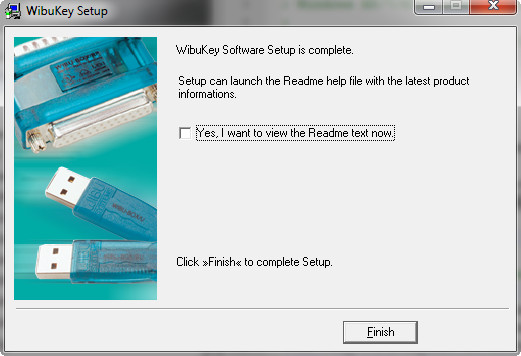 WibuKey Setup
WibuKey Software Setup is complete.
Setup can launch the Readme help file with the latest product
informations.
Yes, I want to view the Readme text now.
Click »Finish« to complete Setup.
Finish